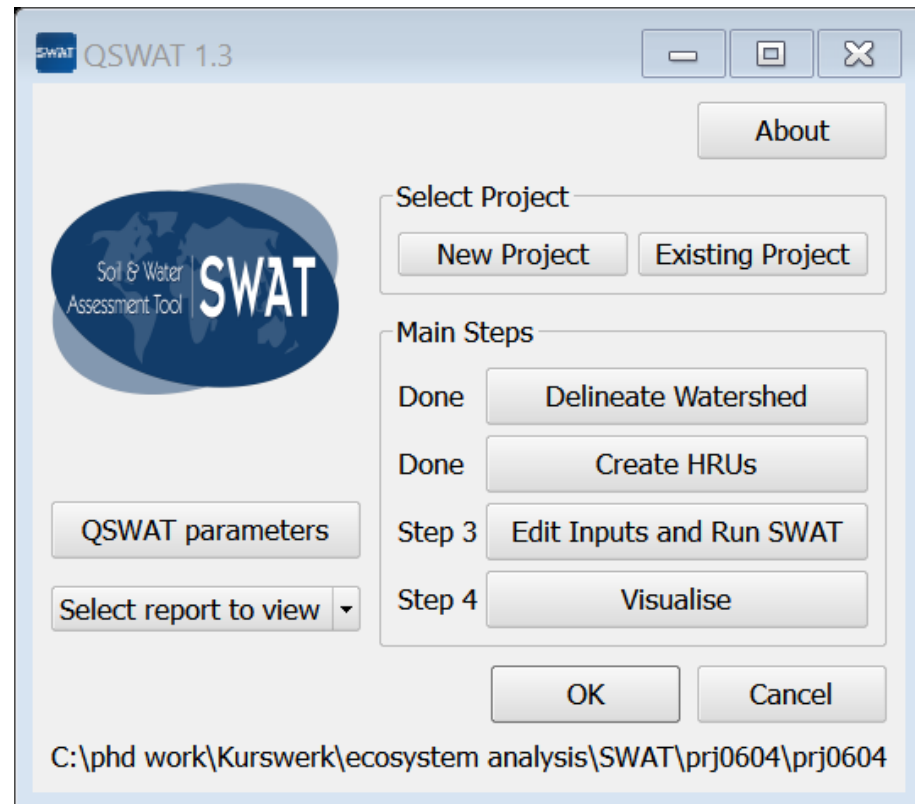 SWAT QSWAT 1.3
About
Soil & Water
Assessment Tool
SWAT
Select Project
New Project
Existing Project
Main Steps
Done
Delineate Watershed
Done
Create HRUs
QSWAT parameters
Step 3
Edit Inputs and Run SWAT
Select report to view
Step 4
Visualise
OK
Cancel
C:\phd work\Kurswerk\ecosystem analysis\SWAT\prj0604\prj0604